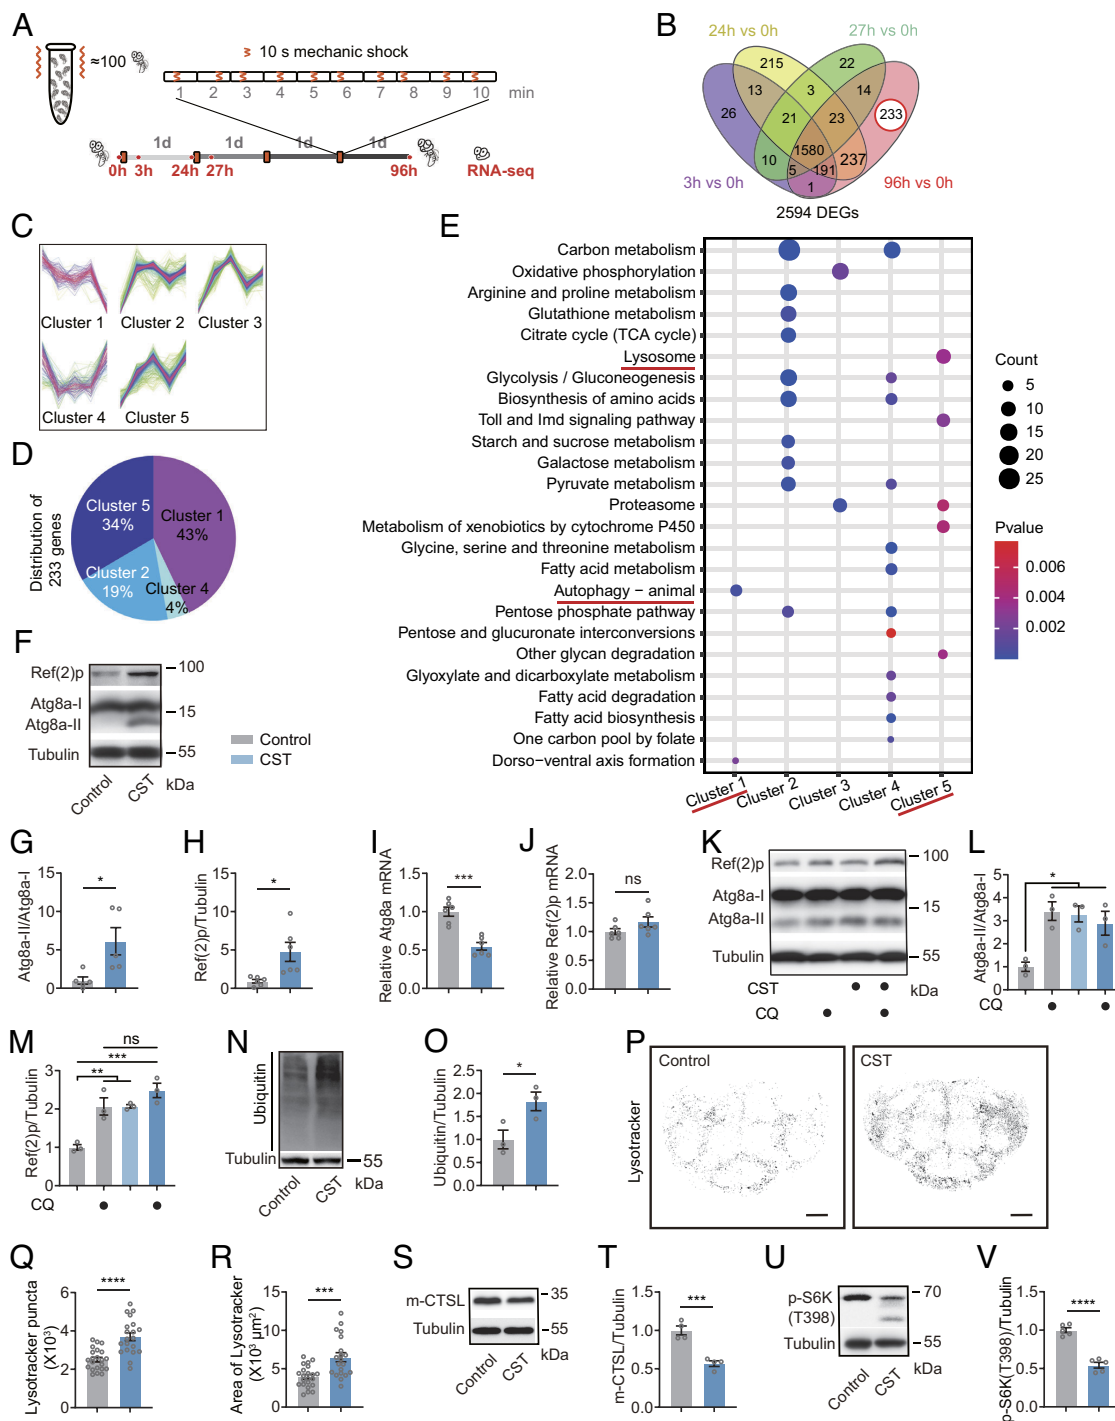 A
≈100
10 s mechanic shock
1 2 3 4 5 6 7 8 9 10 min
1d 1d 1d 1d
0h 3h 24h 27h 96h RNA-seq
B
24h vs 0h 27h vs 0h
215 22
13 3 14
26 21 23 233
1580
10 5 191 237
1
3h vs 0h 96h vs 0h
2594 DEGs
C
Cluster 1 Cluster 2 Cluster 3
Cluster 4 Cluster 5
D
Distribution of
233 genes
Cluster 5
34%
Cluster 1
43%
Cluster 2
19%
Cluster 4
4%
E
Carbon metabolism
Oxidative phosphorylation
Arginine and proline metabolism
Glutathione metabolism
Citrate cycle (TCA cycle)
Lysosome
Glycolysis / Gluconeogenesis
Biosynthesis of amino acids
Toll and Imd signaling pathway
Starch and sucrose metabolism
Galactose metabolism
Pyruvate metabolism
Proteasome
Metabolism of xenobiotics by cytochrome P450
Glycine, serine and threonine metabolism
Fatty acid metabolism
Autophagy − animal
Pentose phosphate pathway
Pentose and glucuronate interconversions
Other glycan degradation
Glyoxylate and dicarboxylate metabolism
Fatty acid degradation
Fatty acid biosynthesis
One carbon pool by folate
Dorso−ventral axis formation
Cluster 1 Cluster 2 Cluster 3 Cluster 4 Cluster 5
Count
5
10
15
20
25
Pvalue
0.006
0.004
0.002
F
Ref(2)p
100
Atg8a-I
15
Atg8a-II
Tubulin
55
Control CST kDa
Control
CST
G
Atg8a-II/Atg8a-I
15
10
5
0
*
H
Ref(2)p/Tubulin
15
10
5
0
*
I
Relative Atg8a mRNA
1.5
1.0
0.5
0.0
***
J
Relative Ref(2)p mRNA
1.5
1.0
0.5
0.0
ns
K
Ref(2)p
100
Atg8a-I
15
Atg8a-II
Tubulin
55
CST ● ● kDa
CQ ● ●
L
Atg8a-II/Atg8a-I
5
4
3
2
1
0
*
CQ ● ●
M
Ref(2)p/Tubulin
3
2
1
0
ns
***
**
CQ ● ●
N
Ubiquitin
Tubulin
55
Control CST kDa
O
Ubiquitin/Tubulin
2.5
2.0
1.5
1.0
0.5
0.0
*
P
Lysotracker
Control
CST
Q
Lysotracker puncta
(X10³)
6
4
2
0
****
R
Area of Lysotracker
(X10³ μm²)
15
10
5
0
***
S
m-CTSL
35
Tubulin
55
Control CST kDa
T
m-CTSL/Tubulin
1.5
1.0
0.5
0.0
***
U
p-S6K
(T398)
70
Tubulin
55
Control CST kDa
V
p-S6K(T398)/Tubulin
1.5
1.0
0.5
0.0
****